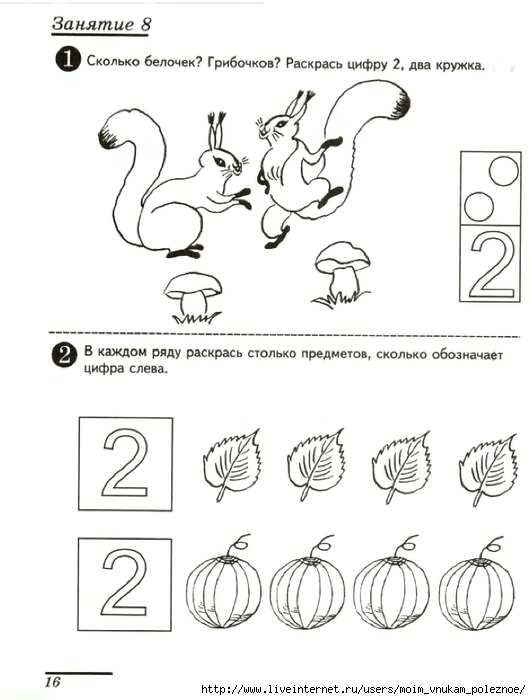 Занятие 8
1 Сколько белочек? Грибочков? Раскрась цифру 2, два кружка.
2
2 В каждом ряду раскрась столько предметов, сколько обозначает
цифра слева.
2
2
16
http://www.liveinternet.ru/users/moim_vnukam_poleznoe/